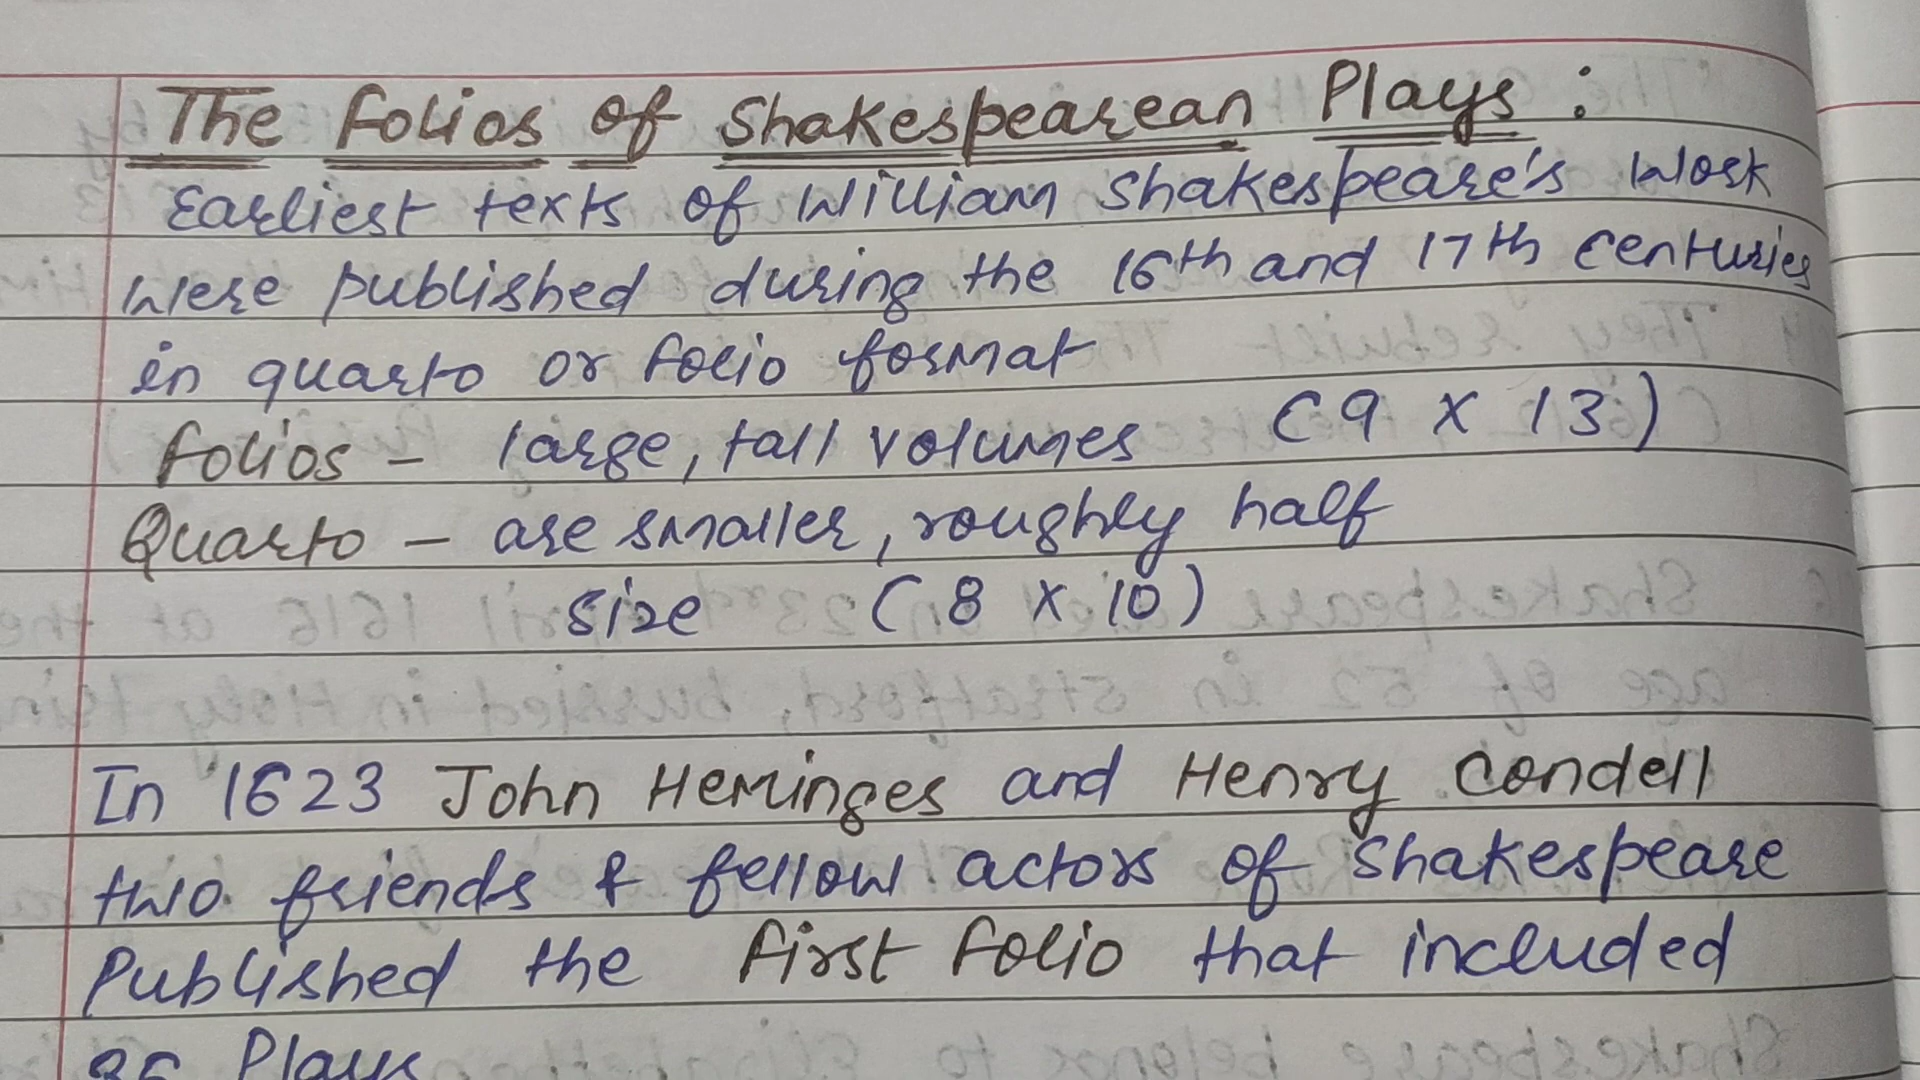 The Folios of Shakespearean Plays :
Earliest texts of William Shakespeare's work
were published during the 16th and 17th centuries
in quarto or folio format
Folios - large, tall volumes (9 x 13)
Quarto - are smaller, roughly half
size (8 x 10)
In 1623 John Heminges and Henry Condell
two friends & fellow actors of Shakespeare
Published the First Folio that included
36 Plays